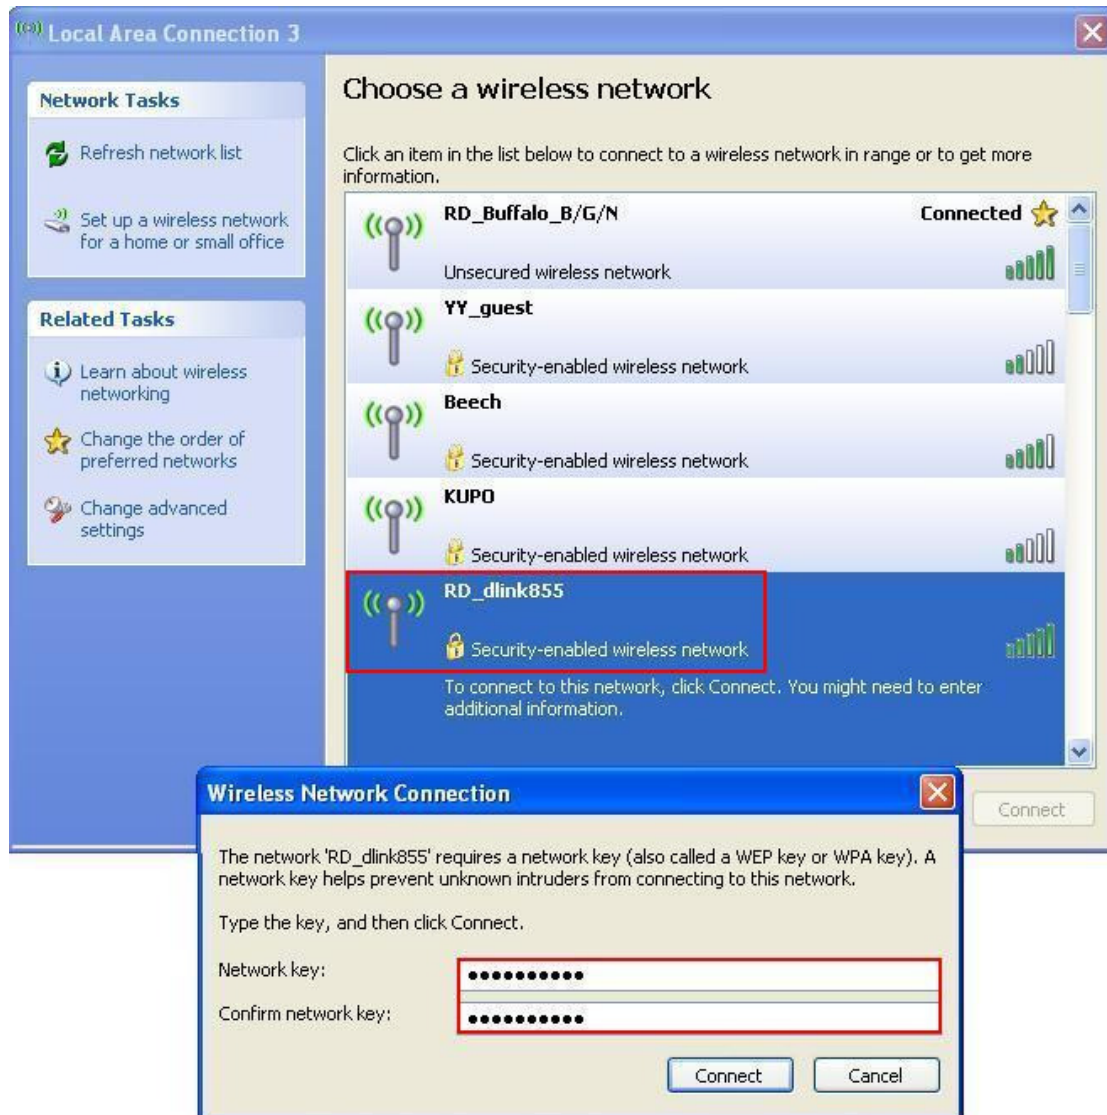 Local Area Connection 3
Network Tasks
Refresh network list
Set up a wireless network
for a home or small office
Related Tasks
Learn about wireless
networking
Change the order of
preferred networks
Change advanced
settings
Choose a wireless network
Click an item in the list below to connect to a wireless network in range or to get more
information.
RD_Buffalo_B/G/N
Connected
Unsecured wireless network
YY_guest
Security-enabled wireless network
Beech
Security-enabled wireless network
KUPO
Security-enabled wireless network
RD_dlink855
Security-enabled wireless network
To connect to this network, click Connect. You might need to enter
additional information.
Connect
Wireless Network Connection
The network 'RD_dlink855' requires a network key (also called a WEP key or WPA key). A
network key helps prevent unknown intruders from connecting to this network.
Type the key, and then click Connect.
Network key:
••••••••••
Confirm network key:
••••••••••
Connect
Cancel